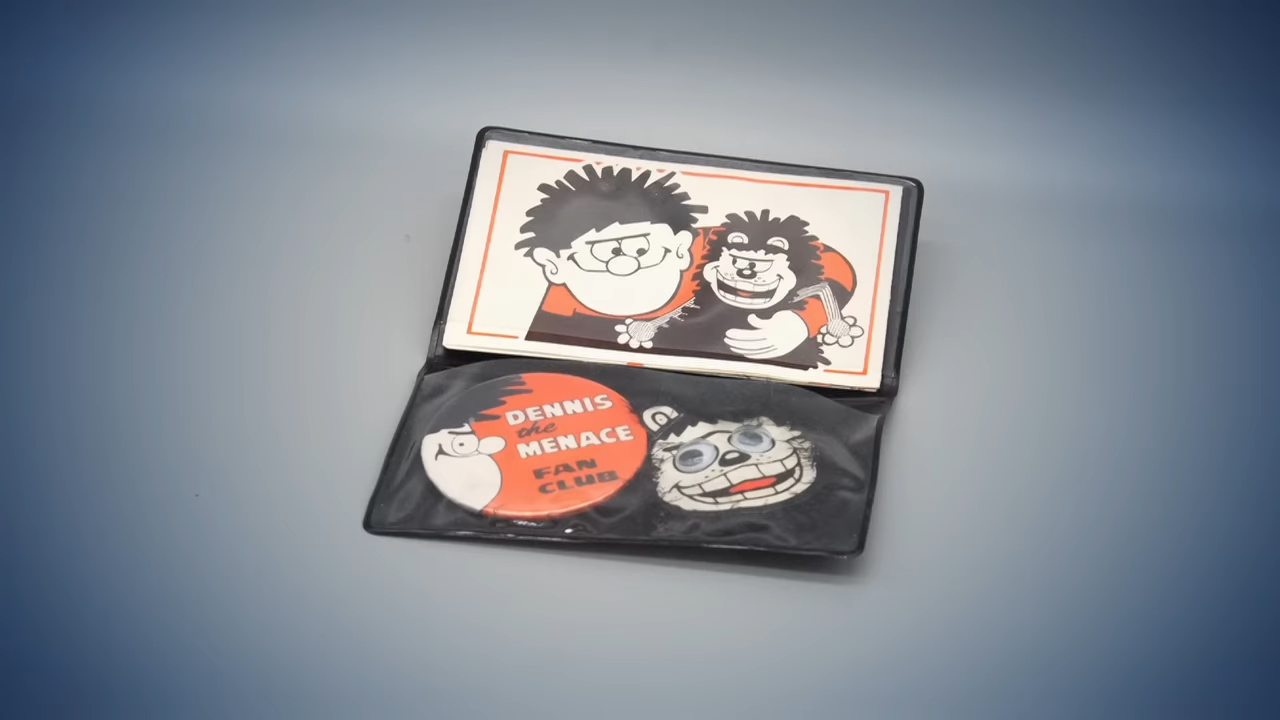 DENNIS
the
MENACE
FAN
CLUB